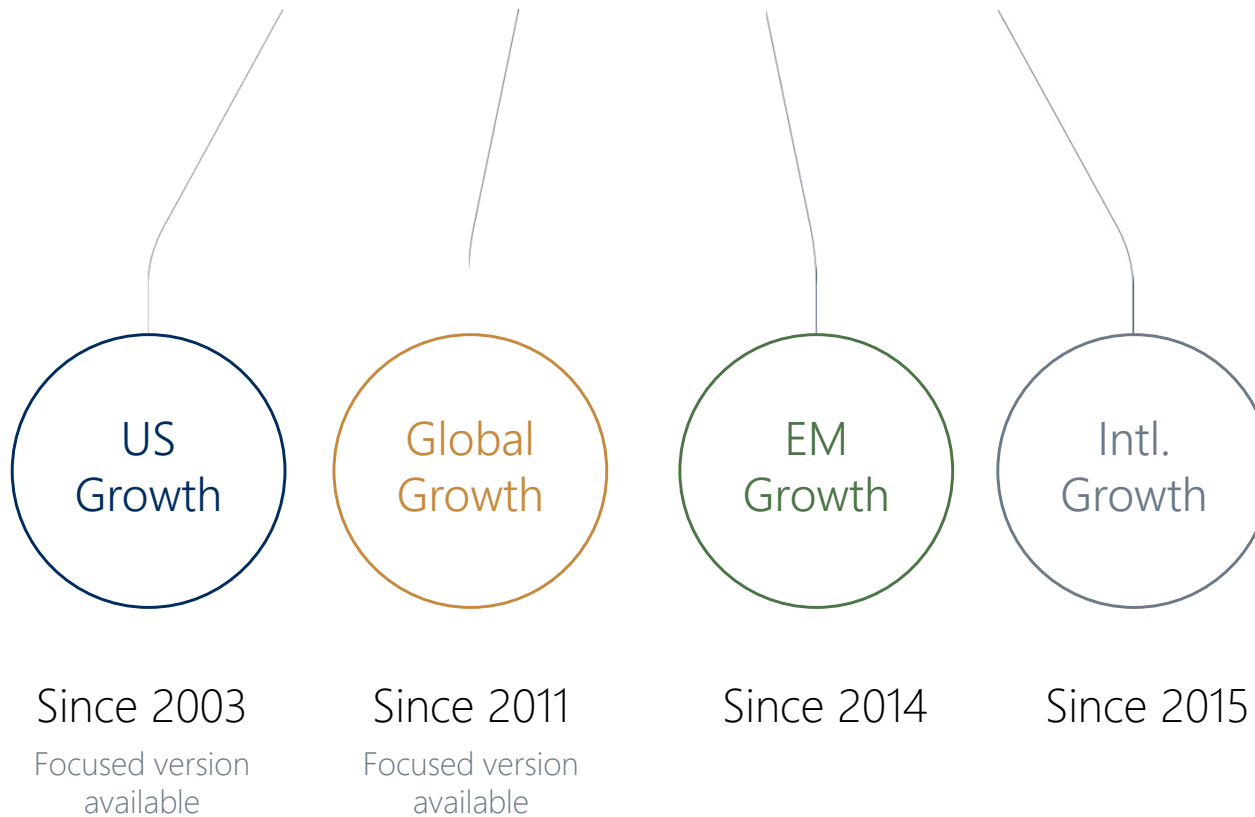 US
Growth
Global
Growth
EM
Growth
Intl.
Growth
Since 2003
Focused version
available
Since 2011
Focused version
available
Since 2014
Since 2015